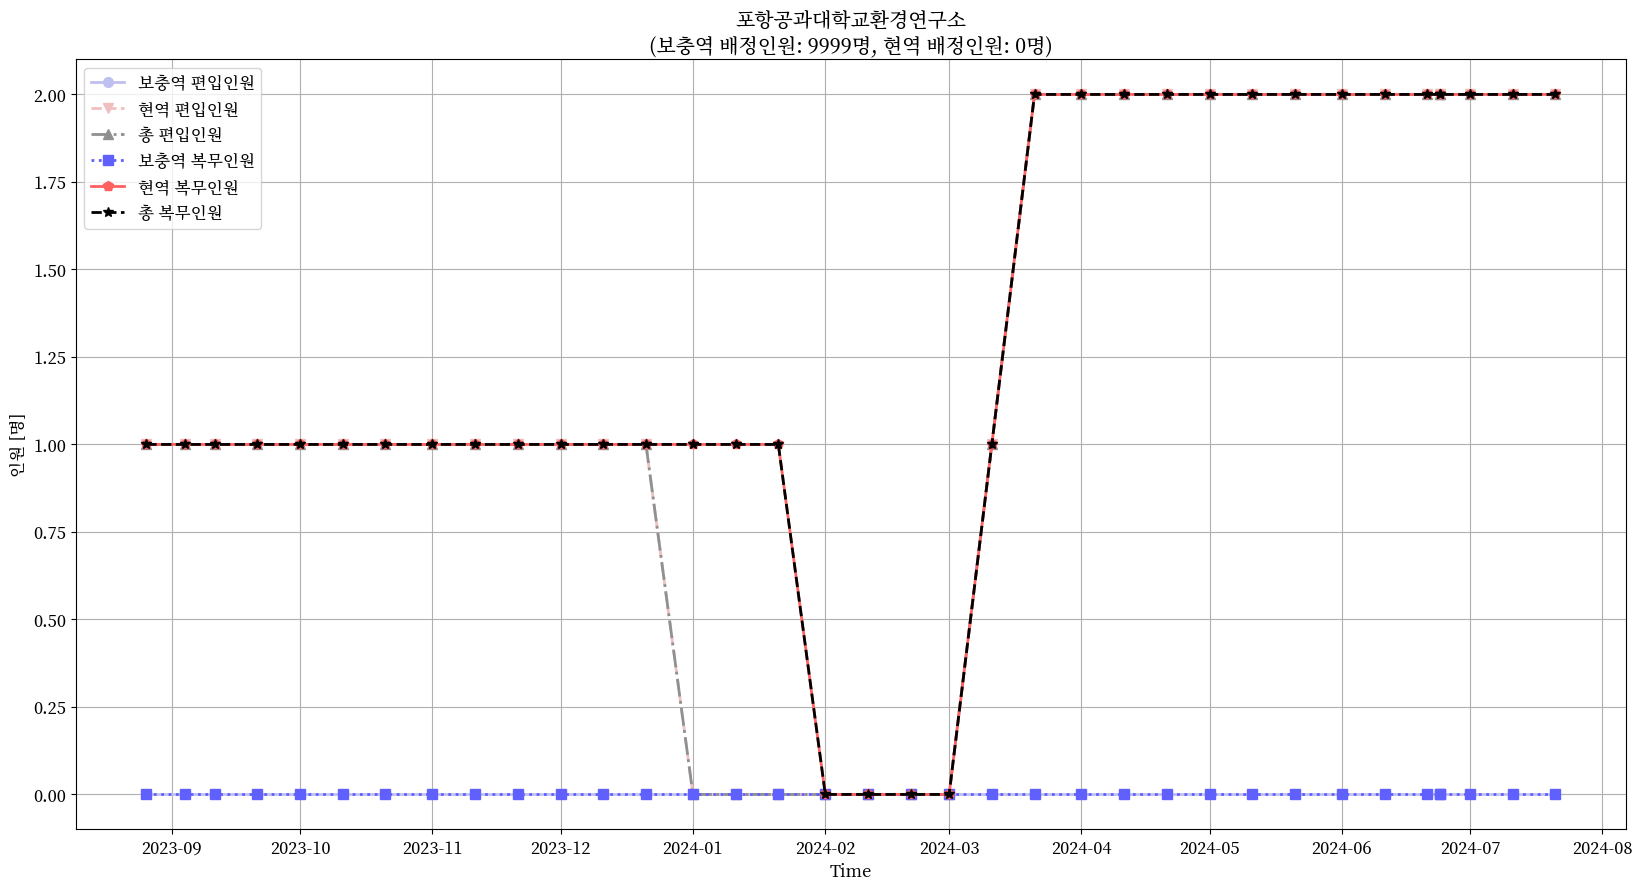 포항공과대학교환경연구소
(보충역 배정인원: 9999명, 현역 배정인원: 0명)
보충역 편입인원
현역 편입인원
총 편입인원
보충역 복무인원
현역 복무인원
총 복무인원
인원 [명]
2.00
1.75
1.50
1.25
1.00
0.75
0.50
0.25
0.00
2023-09 2023-10 2023-11 2023-12 2024-01 2024-02 2024-03 2024-04 2024-05 2024-06 2024-07 2024-08
Time